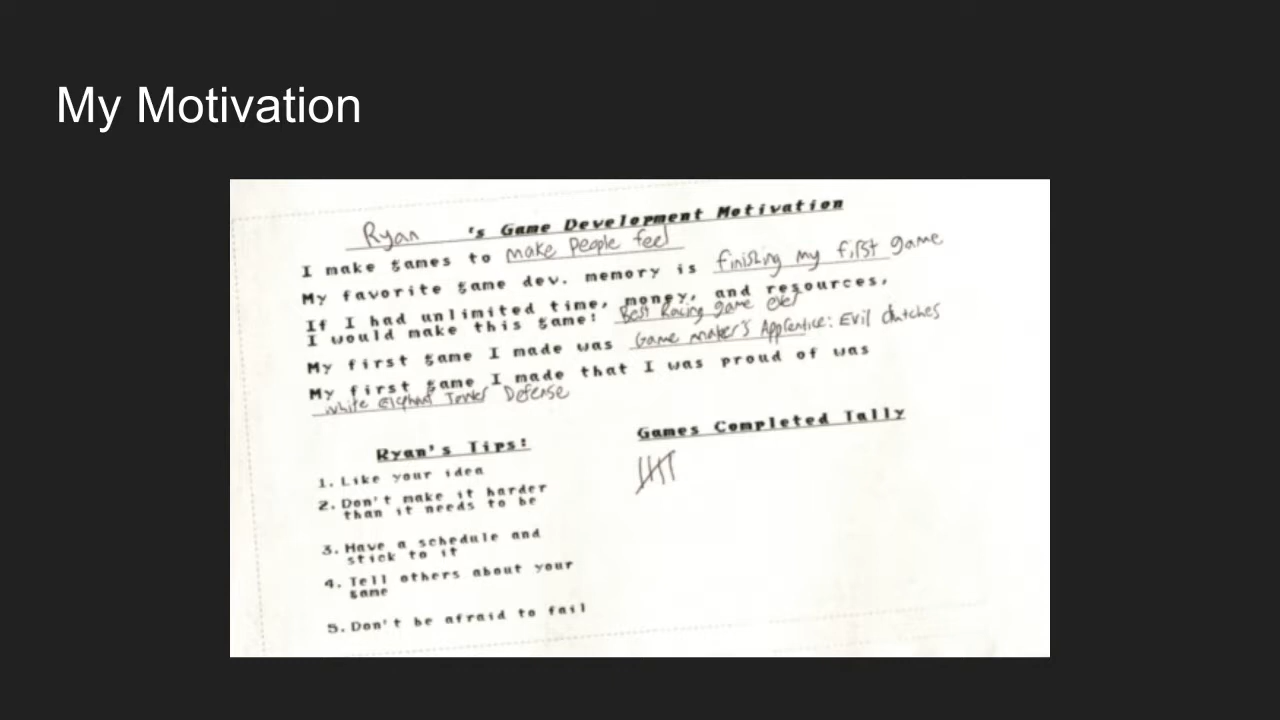 My Motivation
Ryan 's Game Development Motivation
I make games to make people feel
My favorite game dev. memory is finishing my first game
If I had unlimited time, money, and resources,
I would make this game: Best Racing game ever
My first game I made was Game maker's Apprentice: Evil clutches
My first game I made that I was proud of was
White Elephant Tower Defense
Ryan's Tips:
1. Like your idea
2. Don't make it harder
than it needs to be
3. Have a schedule and
stick to it
4. Tell others about your
game
5. Don't be afraid to fail
Games Completed Tally